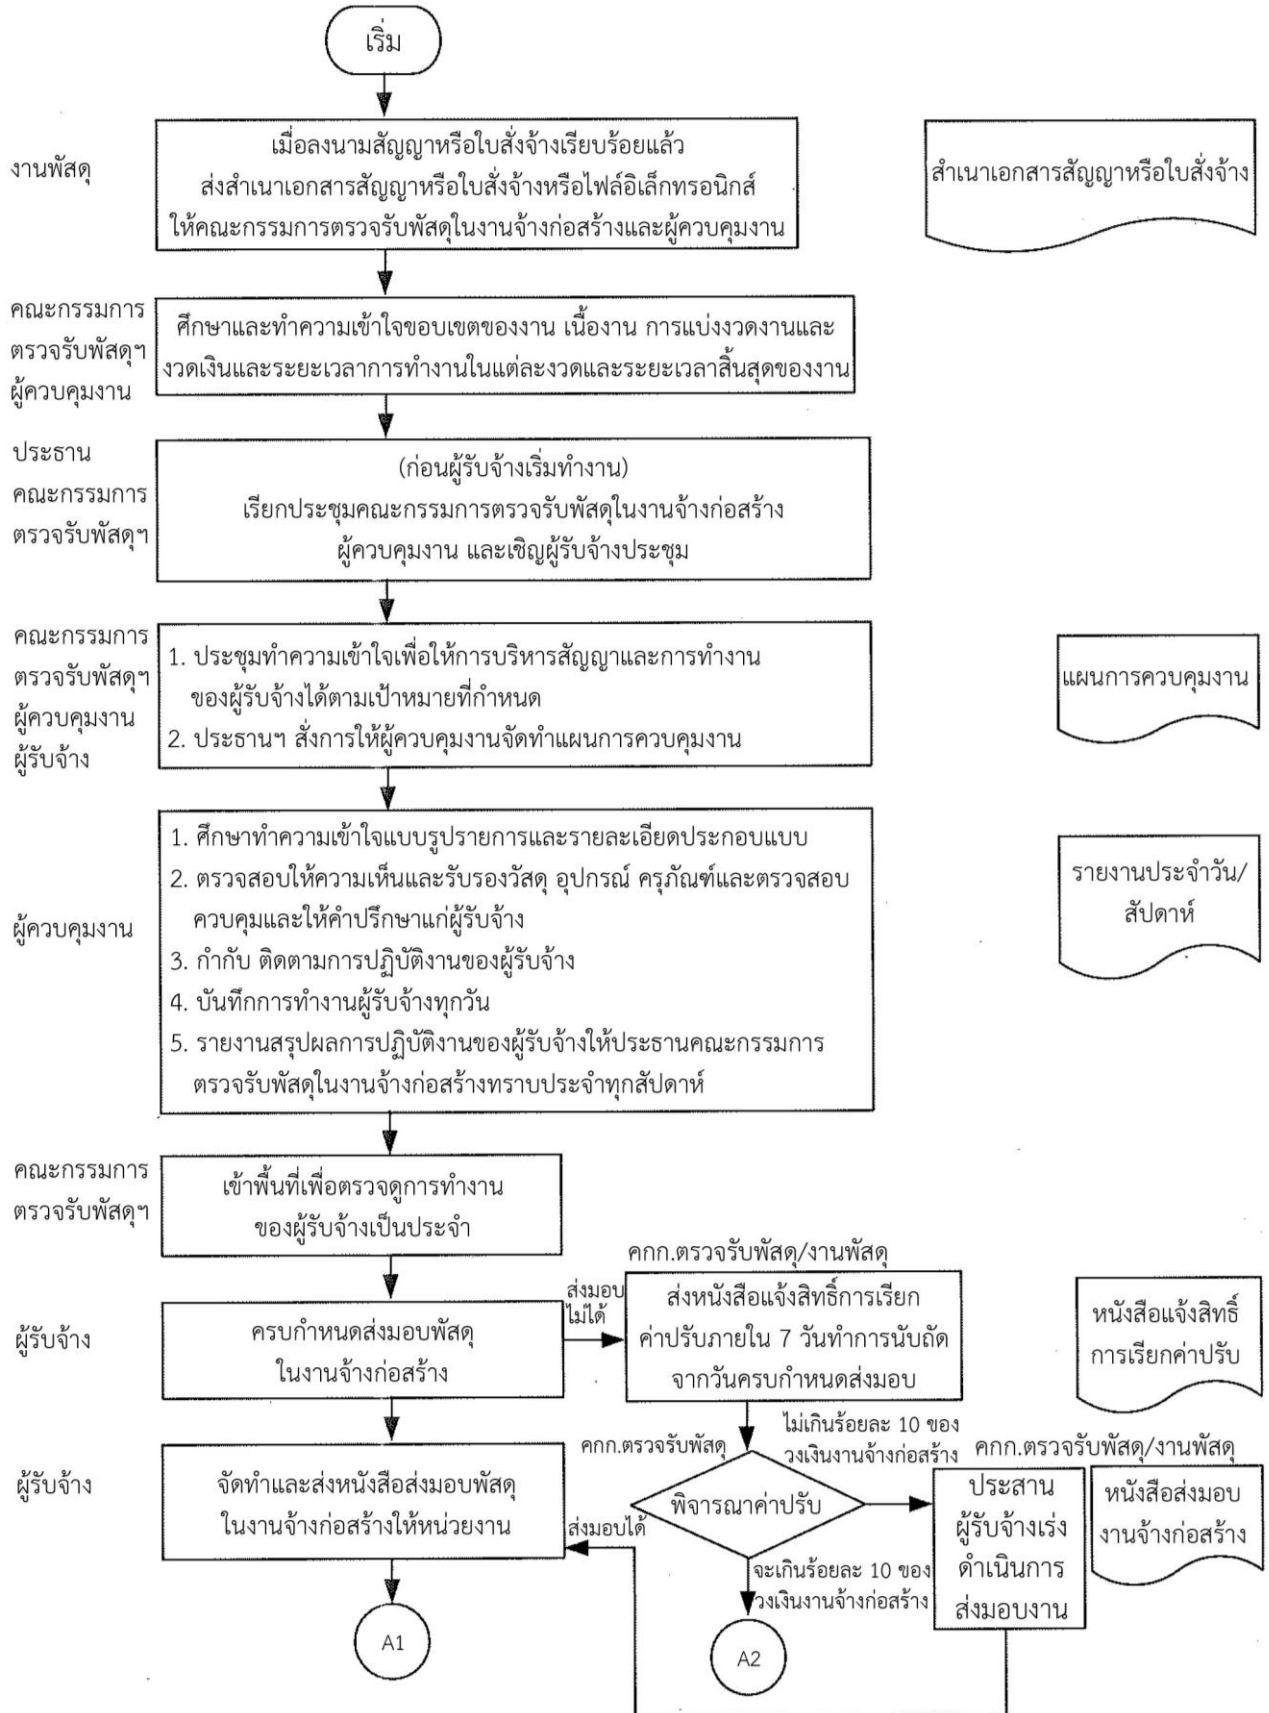 เริ่ม
งานพัสดุ
เมื่อลงนามสัญญาหรือใบสั่งจ้างเรียบร้อยแล้ว
ส่งสำเนาเอกสารสัญญาหรือใบสั่งจ้างหรือไฟล์อิเล็กทรอนิกส์
ให้คณะกรรมการตรวจรับพัสดุในงานจ้างก่อสร้างและผู้ควบคุมงาน
สำเนาเอกสารสัญญาหรือใบสั่งจ้าง
คณะกรรมการ
ตรวจรับพัสดุฯ
ผู้ควบคุมงาน
ศึกษาและทำความเข้าใจขอบเขตของงาน เนื้องาน การแบ่งงวดงานและ
งวดเงินและระยะเวลาการทำงานในแต่ละงวดและระยะเวลาสิ้นสุดของงาน
ประธาน
คณะกรรมการ
ตรวจรับพัสดุฯ
(ก่อนผู้รับจ้างเริ่มทำงาน)
เรียกประชุมคณะกรรมการตรวจรับพัสดุในงานจ้างก่อสร้าง
ผู้ควบคุมงาน และเชิญผู้รับจ้างประชุม
คณะกรรมการ
ตรวจรับพัสดุฯ
ผู้ควบคุมงาน
ผู้รับจ้าง
1. ประชุมทำความเข้าใจเพื่อให้การบริหารสัญญาและการทำงาน
ของผู้รับจ้างได้ตามเป้าหมายที่กำหนด
2. ประธานฯ สั่งการให้ผู้ควบคุมงานจัดทำแผนการควบคุมงาน
แผนการควบคุมงาน
ผู้ควบคุมงาน
1. ศึกษาทำความเข้าใจแบบรูปรายการและรายละเอียดประกอบแบบ
2. ตรวจสอบให้ความเห็นและรับรองวัสดุ อุปกรณ์ ครุภัณฑ์และตรวจสอบ
ควบคุมและให้คำปรึกษาแก่ผู้รับจ้าง
3. กำกับ ติดตามการปฏิบัติงานของผู้รับจ้าง
4. บันทึกการทำงานผู้รับจ้างทุกวัน
5. รายงานสรุปผลการปฏิบัติงานของผู้รับจ้างให้ประธานคณะกรรมการ
ตรวจรับพัสดุในงานจ้างก่อสร้างทราบประจำทุกสัปดาห์
รายงานประจำวัน/
สัปดาห์
คณะกรรมการ
ตรวจรับพัสดุฯ
เข้าพื้นที่เพื่อตรวจดูการทำงาน
ของผู้รับจ้างเป็นประจำ
ผู้รับจ้าง
ครบกำหนดส่งมอบพัสดุ
ในงานจ้างก่อสร้าง
ส่งมอบ
ไม่ได้
คกก.ตรวจรับพัสดุ/งานพัสดุ
ส่งหนังสือแจ้งสิทธิ์การเรียก
ค่าปรับภายใน 7 วันทำการนับถัด
จากวันครบกำหนดส่งมอบ
หนังสือแจ้งสิทธิ์
การเรียกค่าปรับ
ผู้รับจ้าง
จัดทำและส่งหนังสือส่งมอบพัสดุ
ในงานจ้างก่อสร้างให้หน่วยงาน
ส่งมอบได้
คกก.ตรวจรับพัสดุ
พิจารณาค่าปรับ
ไม่เกินร้อยละ 10 ของ
วงเงินงานจ้างก่อสร้าง
คกก.ตรวจรับพัสดุ/งานพัสดุ
ประสาน
ผู้รับจ้างเร่ง
ดำเนินการ
ส่งมอบงาน
หนังสือส่งมอบ
งานจ้างก่อสร้าง
จะเกินร้อยละ 10 ของ
วงเงินงานจ้างก่อสร้าง
A1
A2